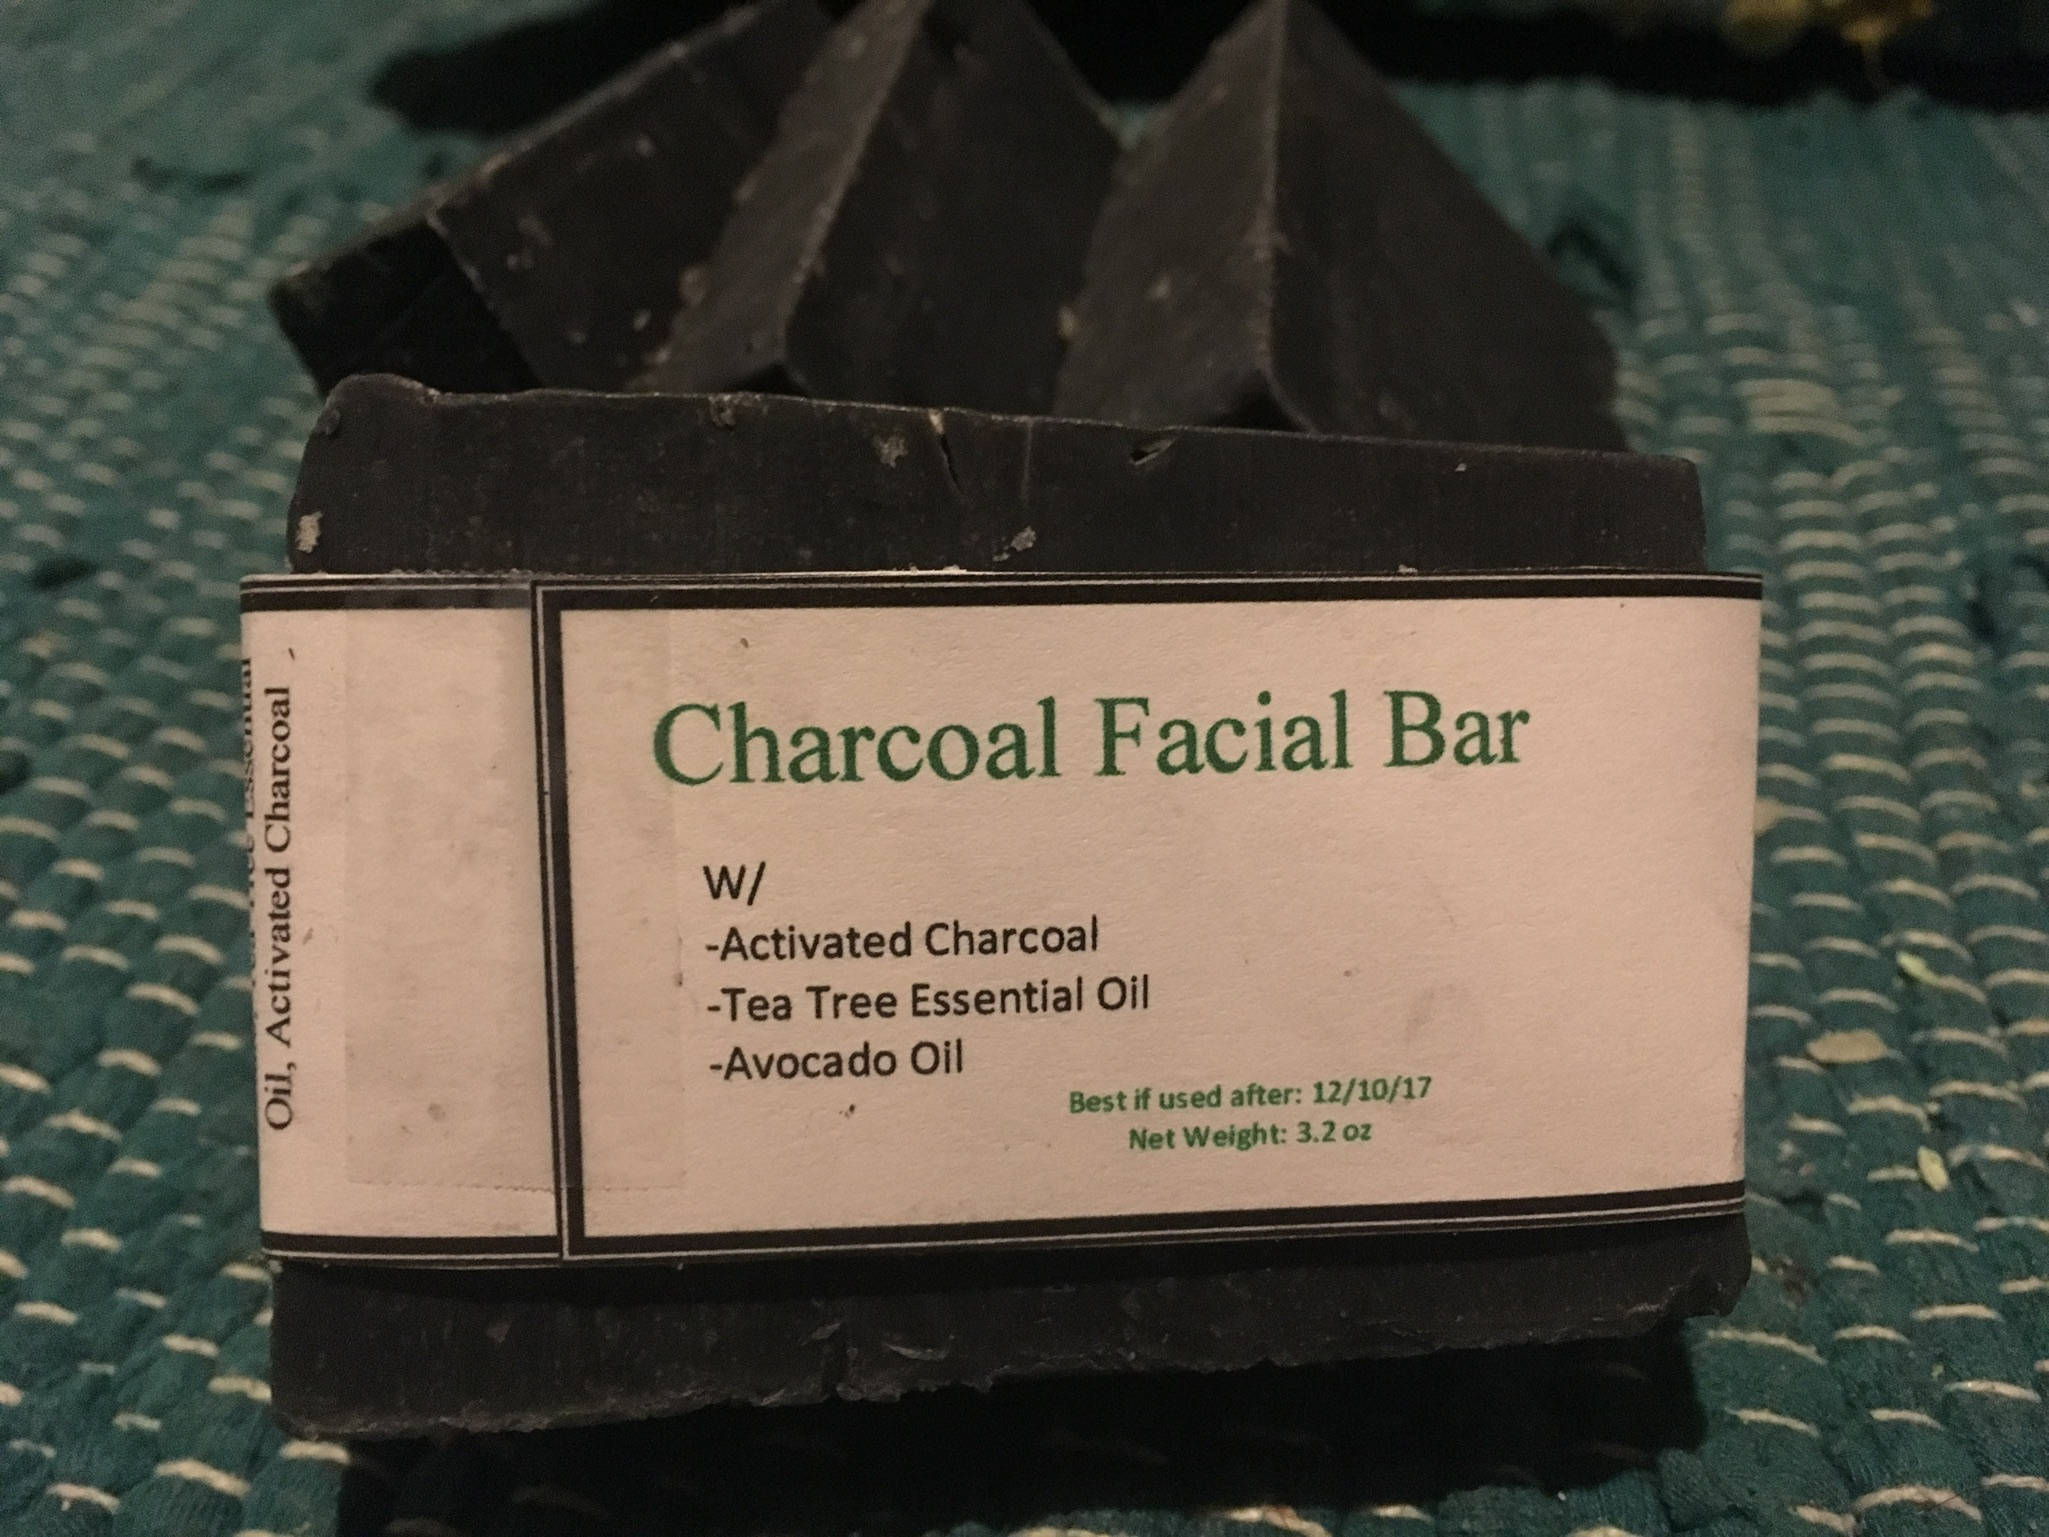 Essential
Oil, Activated Charcoal
Charcoal Facial Bar
W/
-Activated Charcoal
-Tea Tree Essential Oil
-Avocado Oil
Best if used after: 12/10/17
Net Weight: 3.2 oz